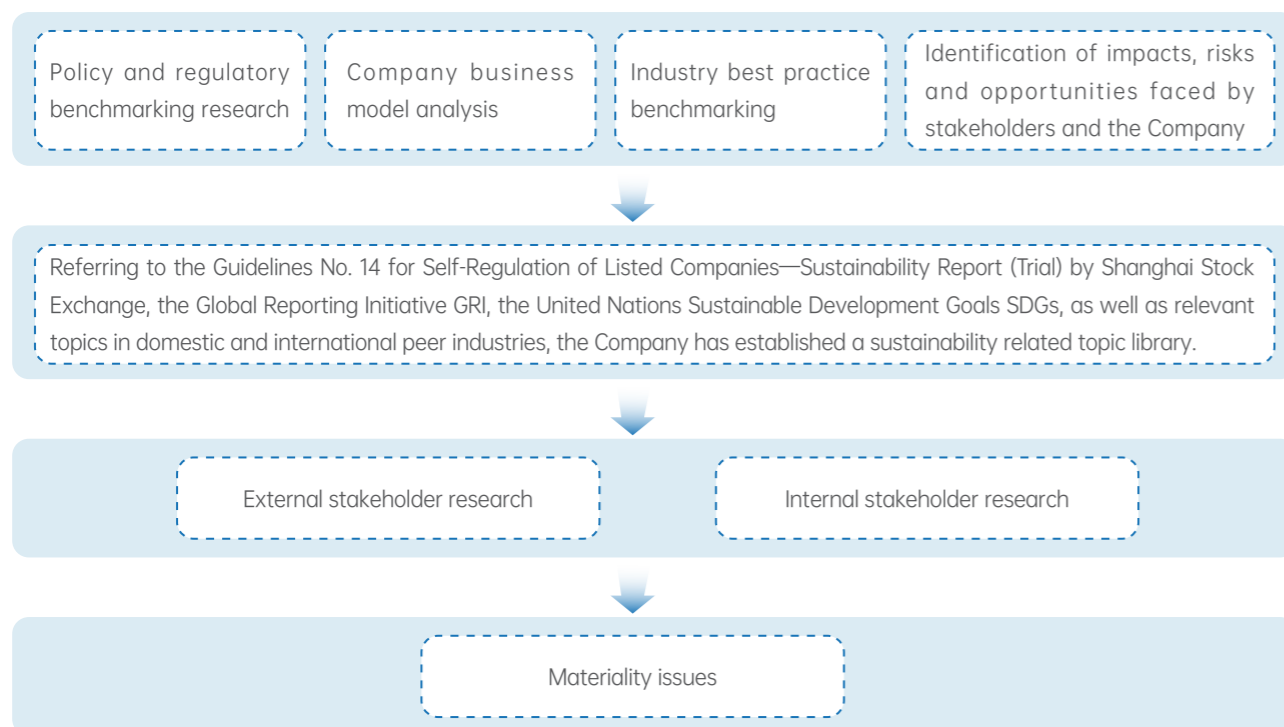 Policy and regulatory
benchmarking research
Company business
model analysis
Industry best practice
benchmarking
Identification of impacts, risks
and opportunities faced by
stakeholders and the Company
Referring to the Guidelines No. 14 for Self-Regulation of Listed Companies—Sustainability Report (Trial) by Shanghai Stock
Exchange, the Global Reporting Initiative GRI, the United Nations Sustainable Development Goals SDGs, as well as relevant
topics in domestic and international peer industries, the Company has established a sustainability related topic library.
External stakeholder research
Internal stakeholder research
Materiality issues